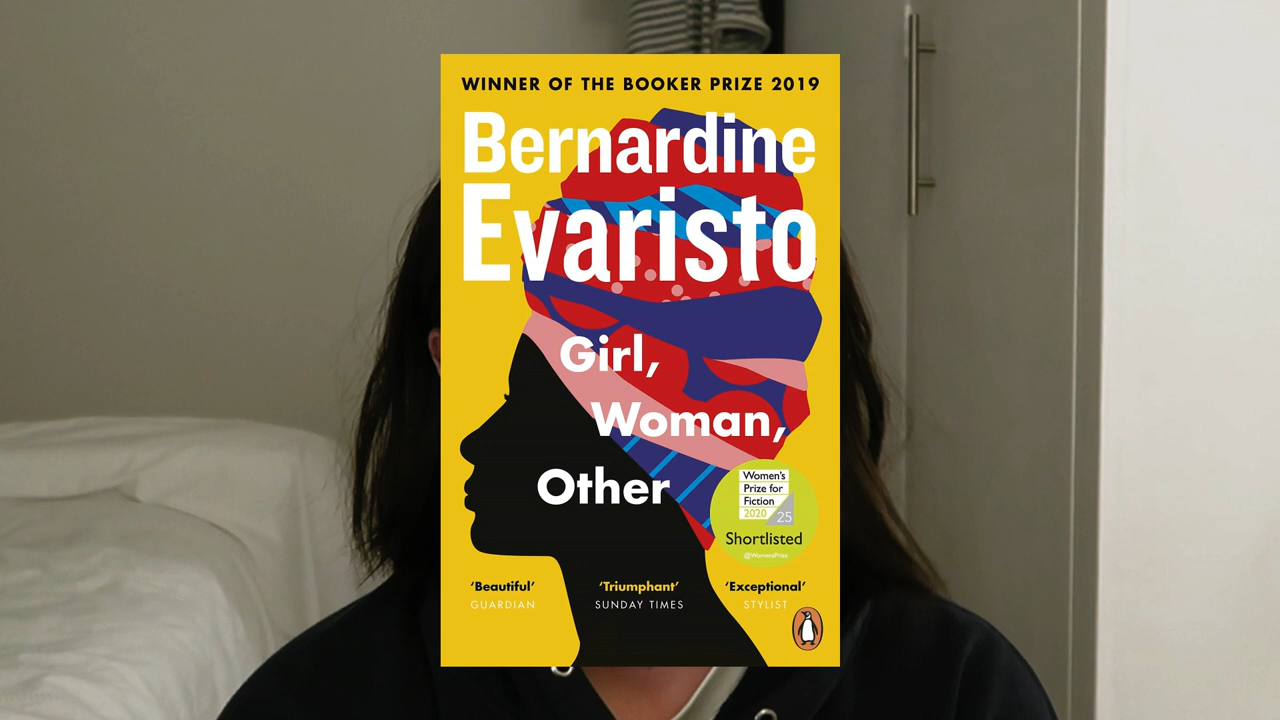 WINNER OF THE BOOKER PRIZE 2019
Bernardine
Evaristo
Girl,
Woman,
Other
Women's
Prize for
Fiction
2020
25
Shortlisted
@WomensPrize
'Beautiful'
GUARDIAN
'Triumphant'
SUNDAY TIMES
'Exceptional'
STYLIST